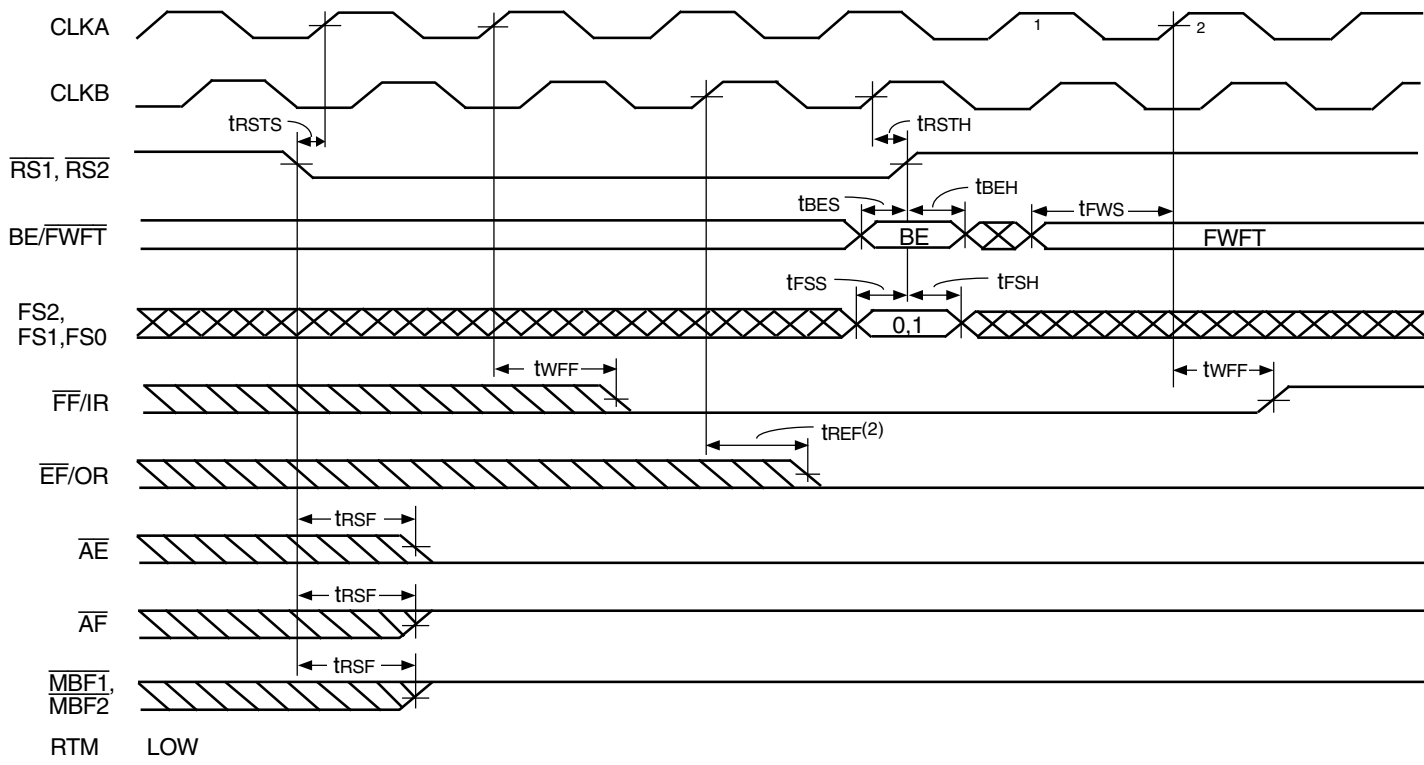 CLKA
1
2
CLKB
tRSTS
tRSTH
RS1, RS2
tBES
tBEH
tFWS
BE/FWFT
BE
FWFT
tFSS
tFSH
FS2,
FS1,FS0
0,1
tWFF
tWFF
FF/IR
tREF(2)
EF/OR
tRSF
AE
tRSF
AF
tRSF
MBF1,
MBF2
RTM LOW